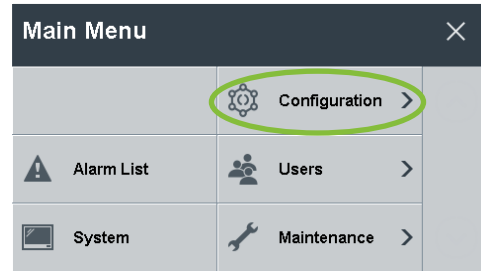 Main Menu
Configuration
Alarm List
Users
System
Maintenance